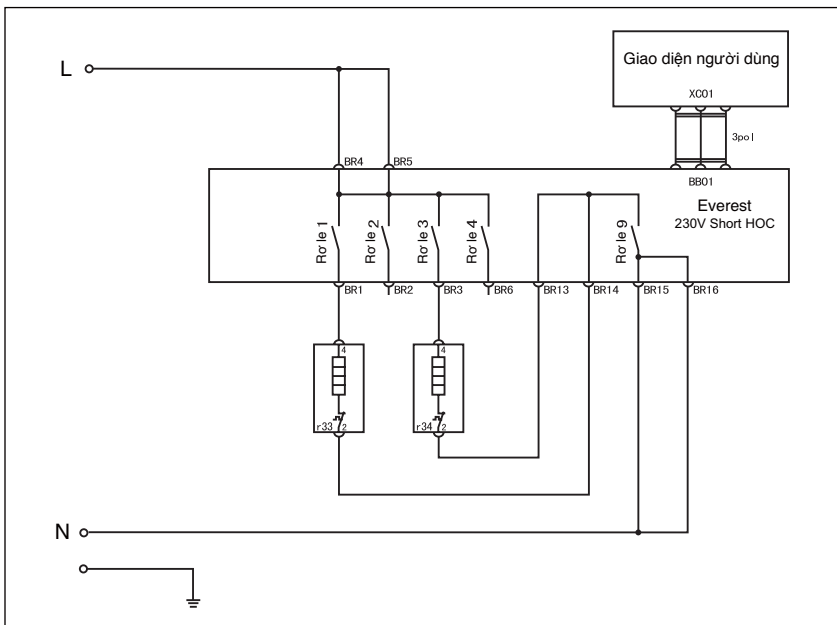 L
Giao diện người dùng
XC01
3pol
BR4
BR5
BB01
Everest
230V Short HOC
Rơ le 1
Rơ le 2
Rơ le 3
Rơ le 4
Rơ le 9
BR1
BR2
BR3
BR6
BR13
BR14
BR15
BR16
4
4
r33
2
r34
2
N